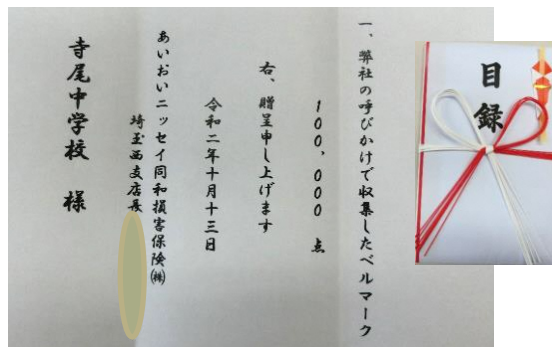 目録
一、弊社の呼びかけで収集したベルマーク
100,000 点
右、贈呈申し上げます
令和二年十月十三日
あいおいニッセイ同和損害保険㈱
埼玉西支店長
寺尾中学校 様